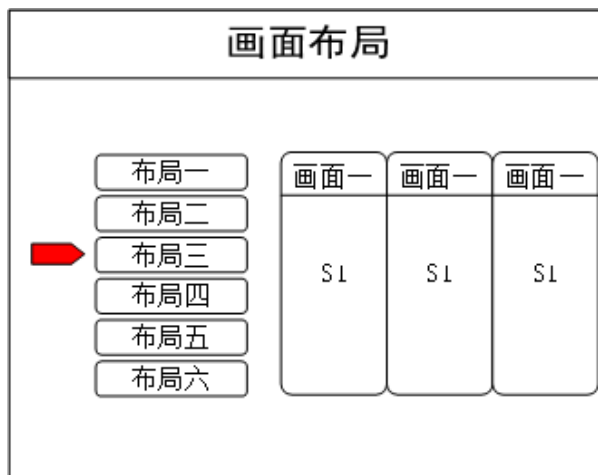 画面布局
布局一
布局二
布局三
布局四
布局五
布局六
画面一 画面一 画面一
S1 S1 S1